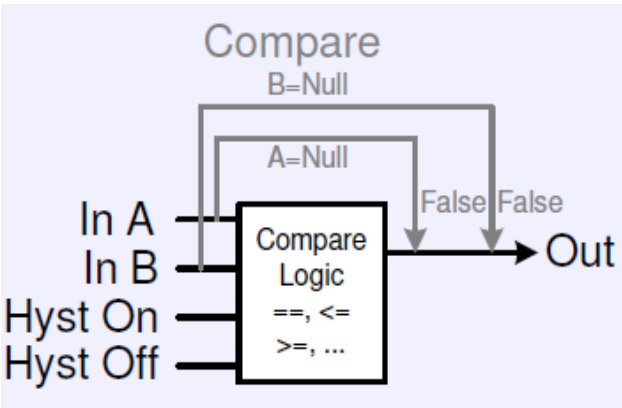 Compare
B=Null
A=Null
False False
In A
In B
Hyst On
Hyst Off
Compare
Logic
==, <=
>=, ...
Out